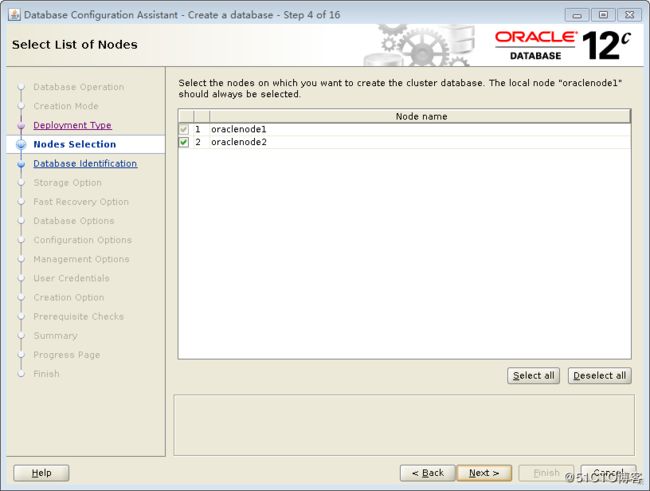 Database Configuration Assistant - Create a database - Step 4 of 16
Select List of Nodes
ORACLE
DATABASE
12c
Database Operation
Creation Mode
Deployment Type
Nodes Selection
Database Identification
Storage Option
Fast Recovery Option
Database Options
Configuration Options
Management Options
User Credentials
Creation Option
Prerequisite Checks
Summary
Progress Page
Finish
Select the nodes on which you want to create the cluster database. The local node "oraclenode1"
should always be selected.
Node name
1 oraclenode1
2 oraclenode2
Select all
Deselect all
Help
< Back
Next >
Finish
Cancel
@51CTO博客